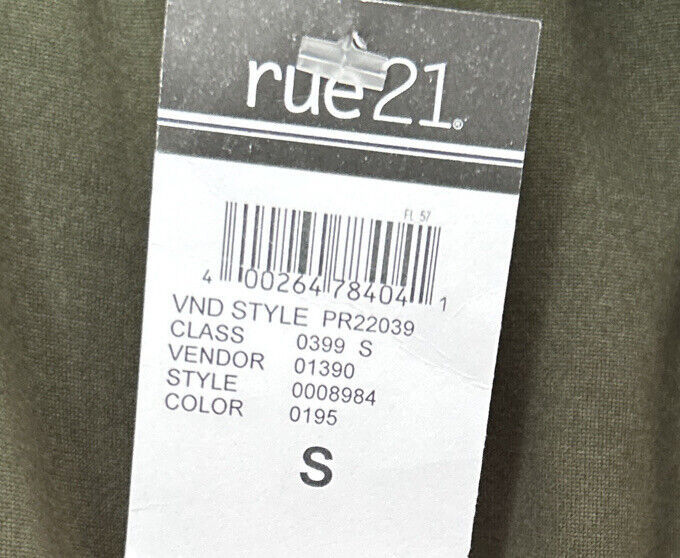 rue21®
FL 57
4 00264 78404 1
VND STYLE PR22039
CLASS 0399 S
VENDOR 01390
STYLE 0008984
COLOR 0195
S